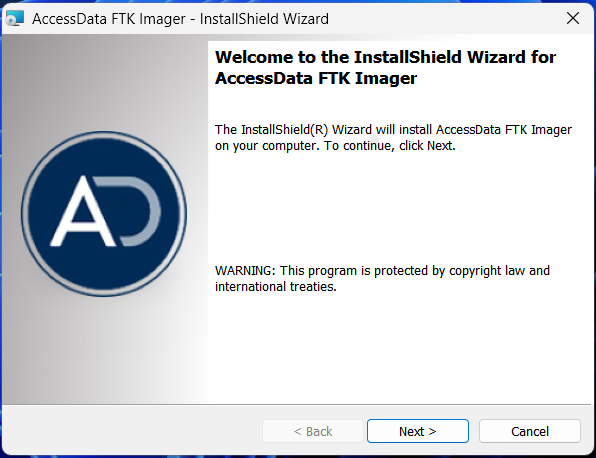 AccessData FTK Imager - InstallShield Wizard
Welcome to the InstallShield Wizard for
AccessData FTK Imager
The InstallShield(R) Wizard will install AccessData FTK Imager
on your computer. To continue, click Next.
AD
WARNING: This program is protected by copyright law and
international treaties.
< Back
Next >
Cancel